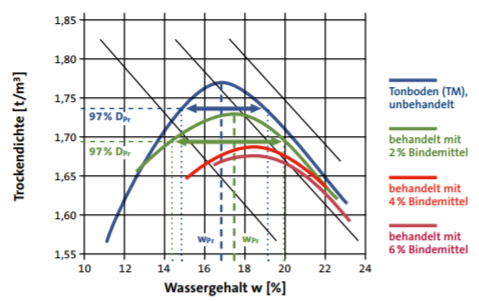 1,85
1,80
1,75
1,70
1,65
1,60
1,55
Trockendichte [t/m³]
97% D_Pr
97% D_Pr
w_Pr
w_Pr
10 12 14 16 18 20 22 24
Wassergehalt w [%]
Tonboden (TM),
unbehandelt
behandelt mit
2% Bindemittel
behandelt mit
4% Bindemittel
behandelt mit
6% Bindemittel